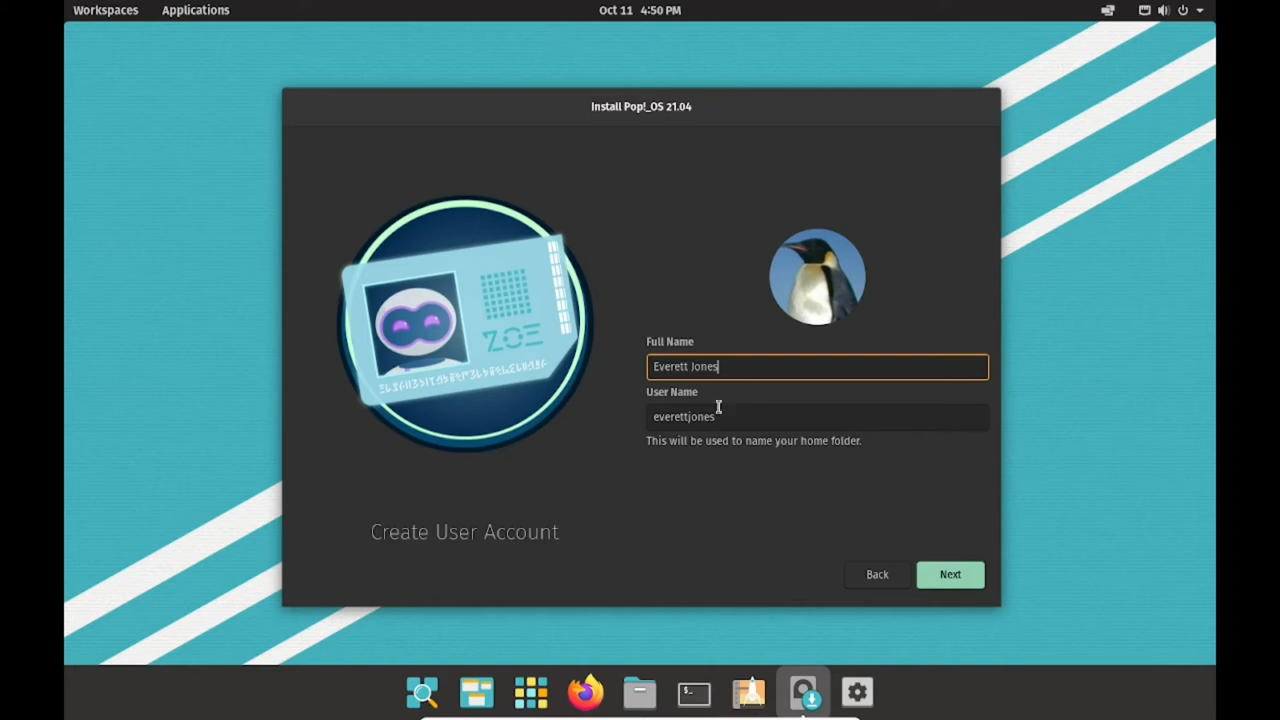 Workspaces Applications Oct 11 4:50 PM
Install Pop!_OS 21.04
ZOE
Full Name
Everett Jones
User Name
everettjones
This will be used to name your home folder.
Create User Account
Back Next